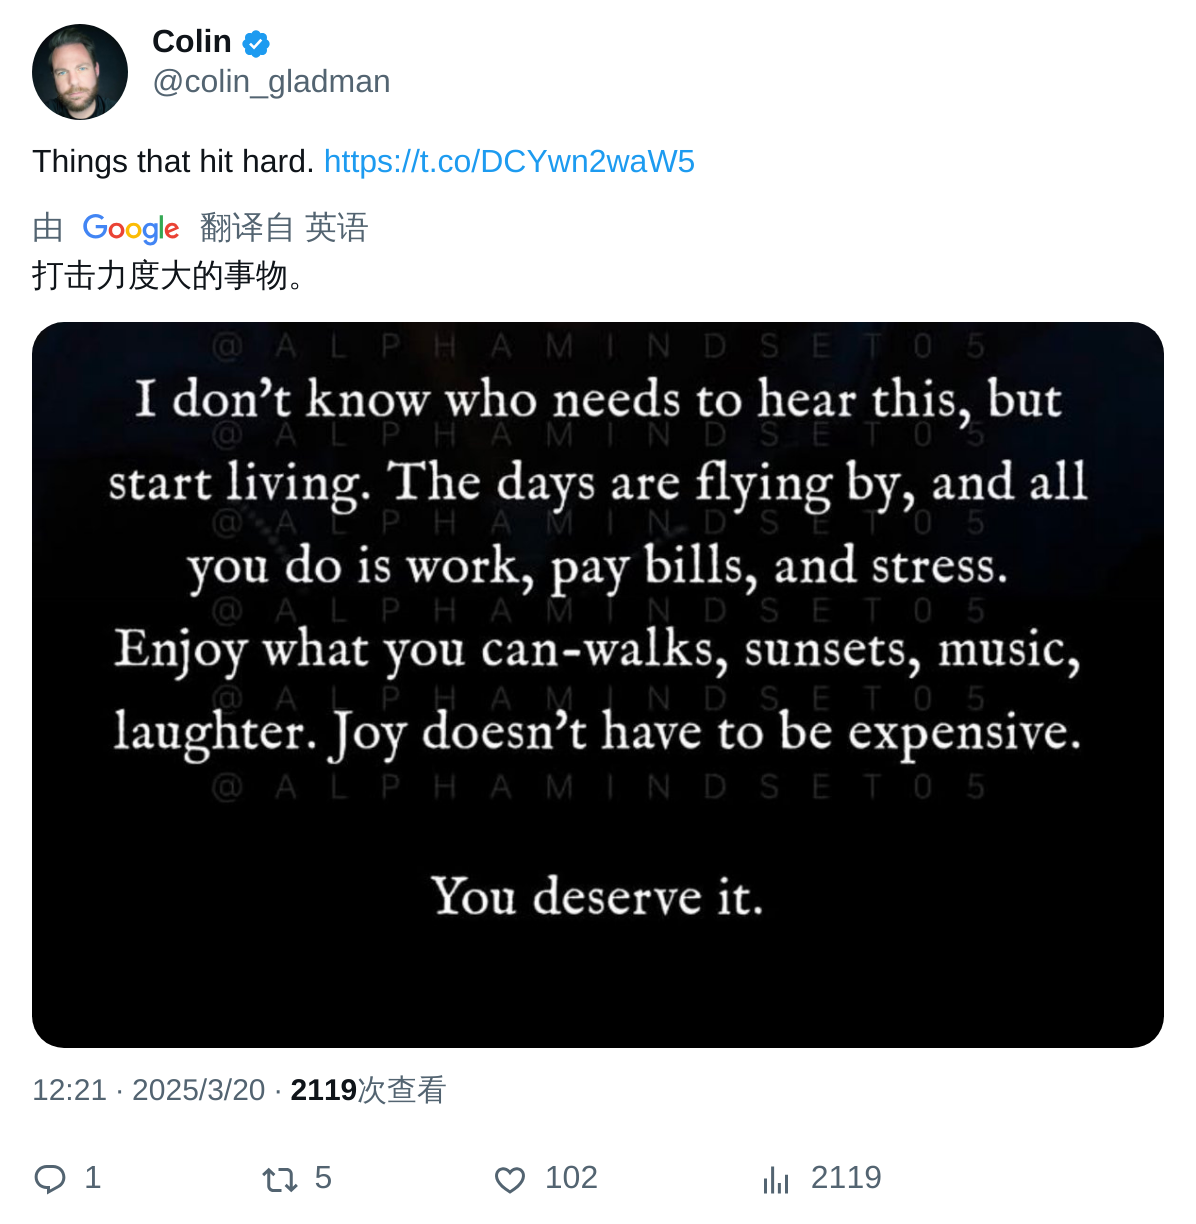 Colin
@colin_gladman
Things that hit hard. https://t.co/DCYwn2waW5
由 Google 翻译自 英语
打击力度大的事物。
@ALPHAMINDSET05
I don’t know who needs to hear this, but
@ALPHAMINDSET05
start living. The days are flying by, and all
@ALPHAMINDSET05
you do is work, pay bills, and stress.
@ALPHAMINDSET05
Enjoy what you can-walks, sunsets, music,
@ALPHAMINDSET05
laughter. Joy doesn’t have to be expensive.
@ALPHAMINDSET05
You deserve it.
12:21 · 2025/3/20 · 2119次查看
1 5 102 2119